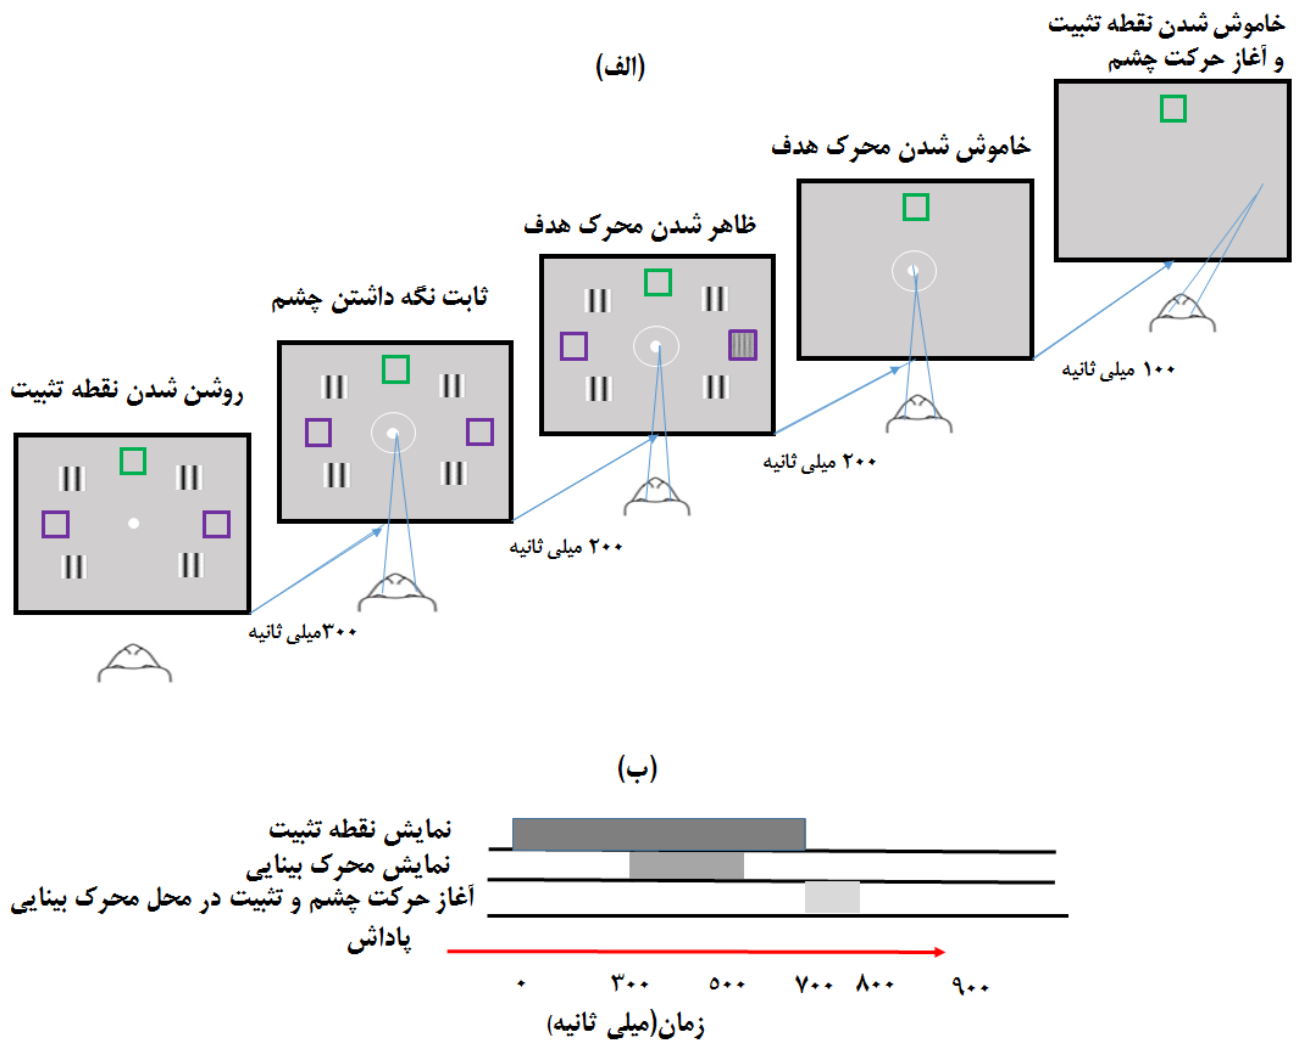 (الف)
خاموش شدن نقطه تثبیت
و آغاز حرکت چشم
خاموش شدن محرک هدف
ظاهر شدن محرک هدف
ثابت نگه داشتن چشم
روشن شدن نقطه تثبیت
۱۰۰ میلی ثانیه
۲۰۰ میلی ثانیه
۲۰۰ میلی ثانیه
۳۰۰میلی ثانیه
(ب)
نمایش نقطه تثبیت
نمایش محرک بینایی
آغاز حرکت چشم و تثبیت در محل محرک بینایی
پاداش
۰ ۳۰۰ ۵۰۰ ۷۰۰ ۸۰۰ ۹۰۰
زمان(میلی ثانیه)